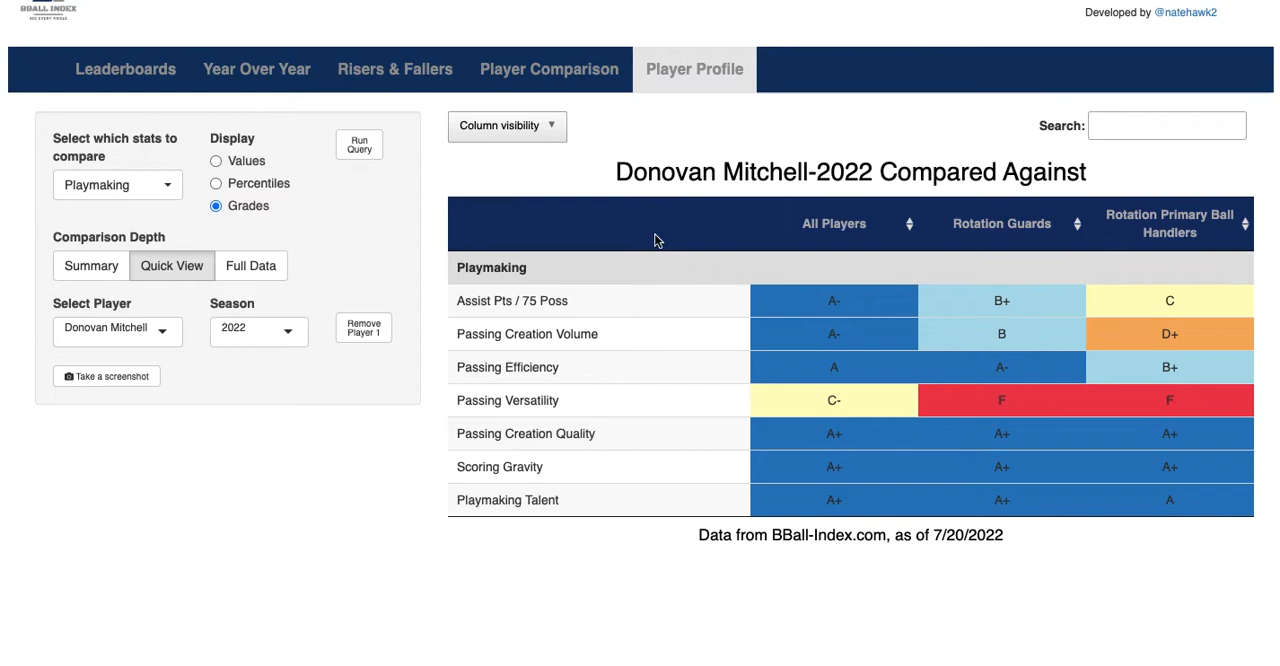 BBALL INDEX
SEE EVERY ANGLE
Developed by @natehawk2
Leaderboards Year Over Year Risers & Fallers Player Comparison Player Profile
Select which stats to compare
Playmaking
Display
Values
Percentiles
Grades
Run Query
Comparison Depth
Summary Quick View Full Data
Select Player
Donovan Mitchell
Season
2022
Remove Player 1
Take a screenshot
Column visibility
Search:
Donovan Mitchell-2022 Compared Against
All Players Rotation Guards Rotation Primary Ball Handlers
Playmaking
Assist Pts / 75 Poss A- B+ C
Passing Creation Volume A- B D+
Passing Efficiency A A- B+
Passing Versatility C- F F
Passing Creation Quality A+ A+ A+
Scoring Gravity A+ A+ A+
Playmaking Talent A+ A+ A
Data from BBall-Index.com, as of 7/20/2022